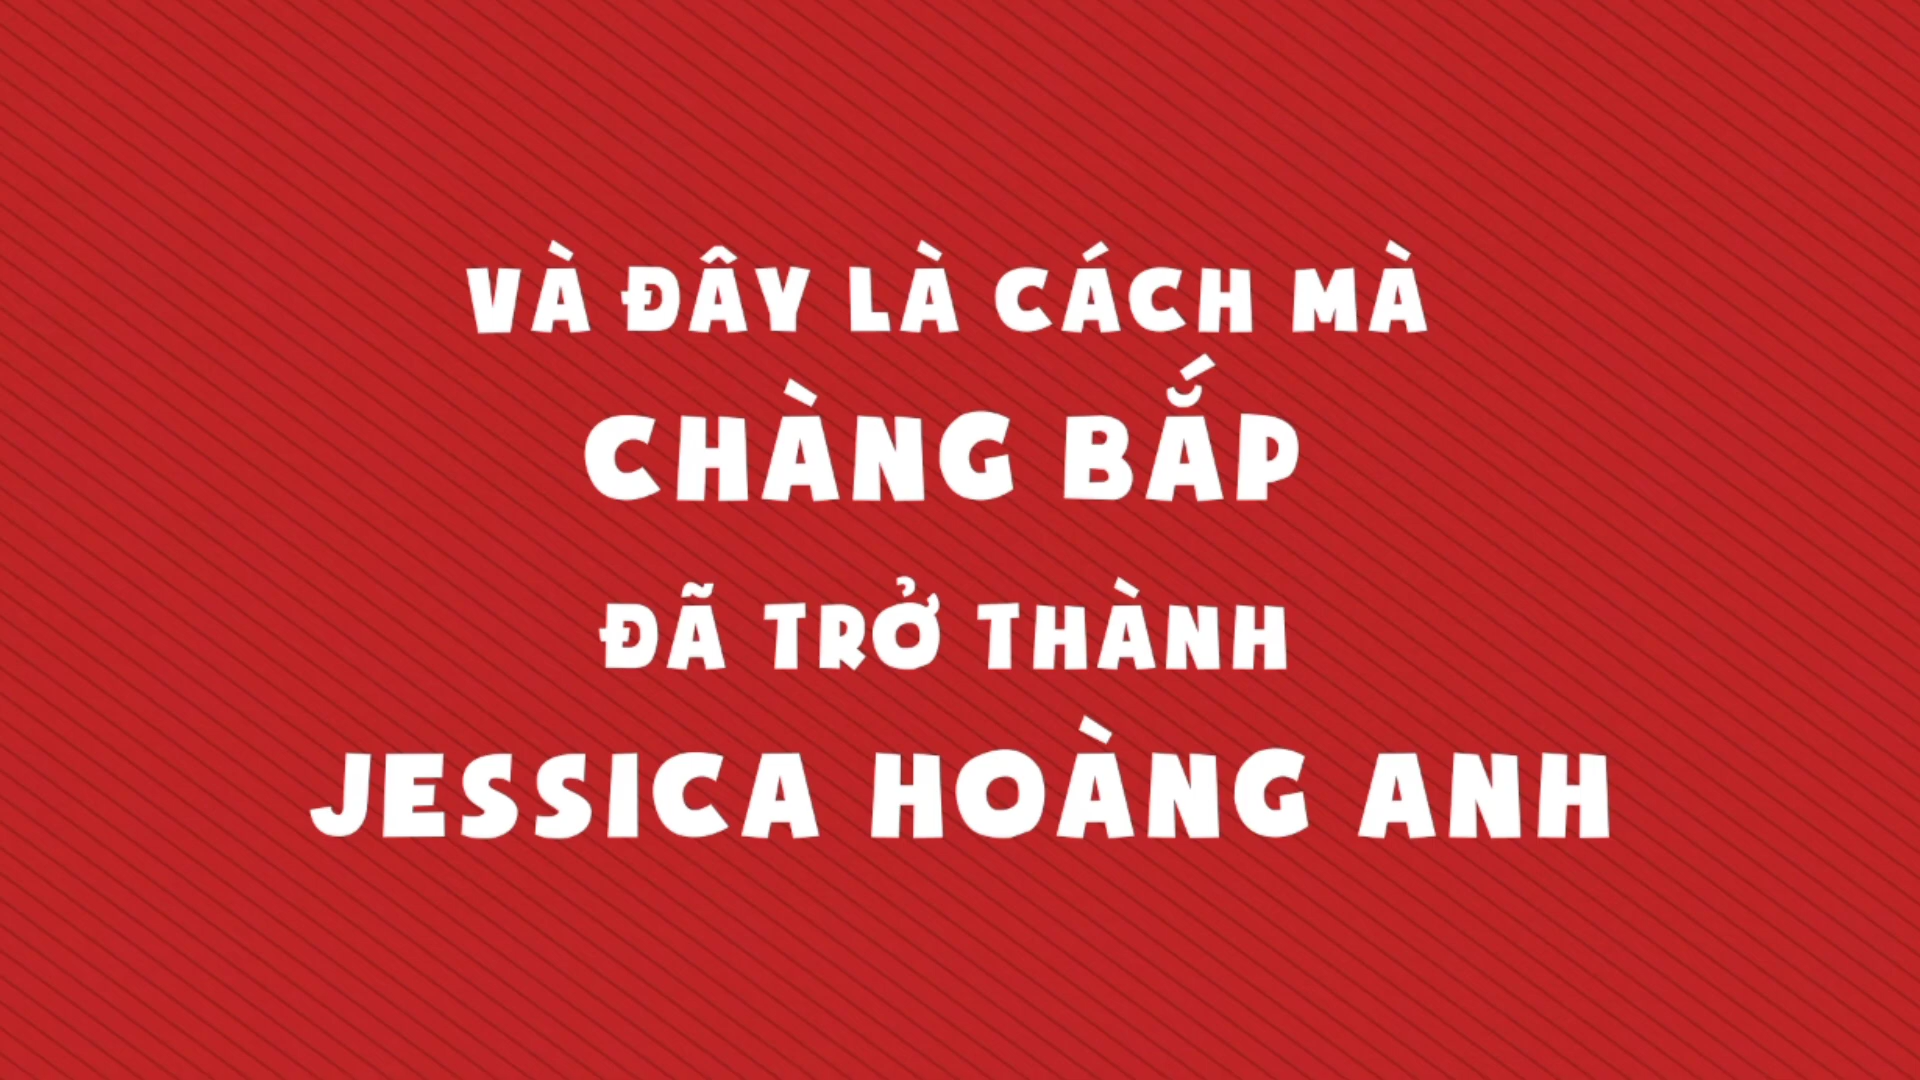 VÀ ĐÂY LÀ CÁCH MÀ
CHÀNG BẮP
ĐÃ TRỞ THÀNH
JESSICA HOÀNG ANH